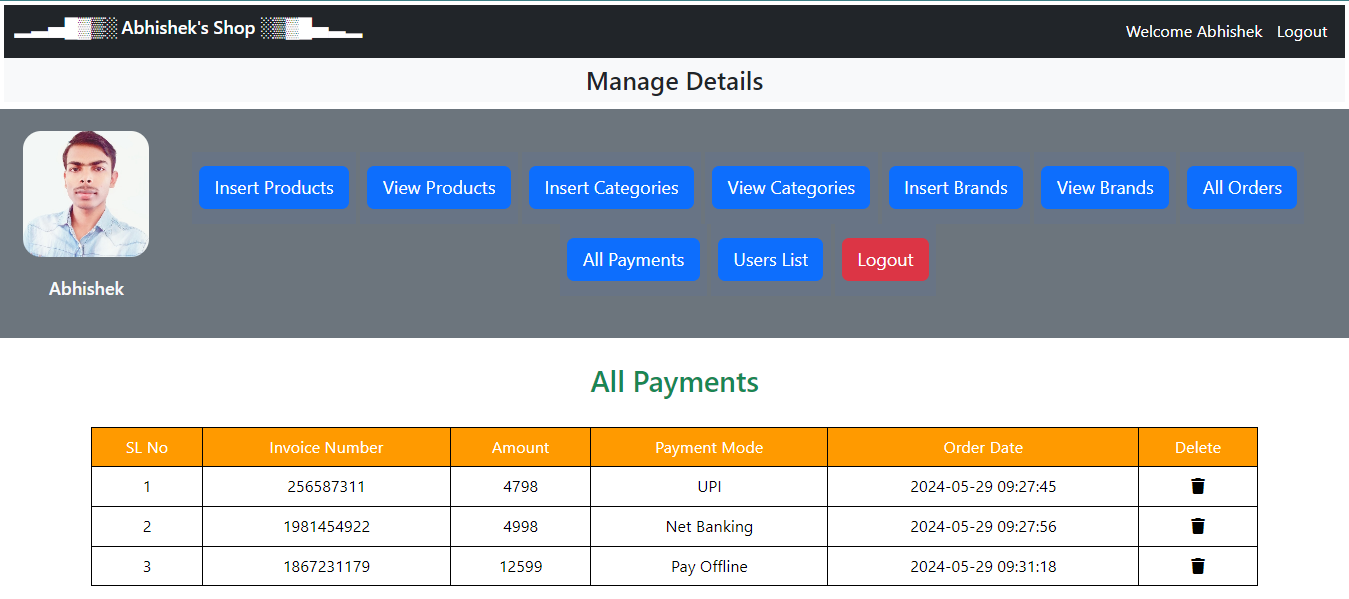 ▂▂▃▄█▓▒░ Abhishek's Shop ░▒▓█▄▃▂▂
Welcome Abhishek Logout
Manage Details
Insert Products View Products Insert Categories View Categories Insert Brands View Brands All Orders
All Payments Users List Logout
Abhishek
All Payments
SL No Invoice Number Amount Payment Mode Order Date Delete
1 256587311 4798 UPI 2024-05-29 09:27:45
2 1981454922 4998 Net Banking 2024-05-29 09:27:56
3 1867231179 12599 Pay Offline 2024-05-29 09:31:18